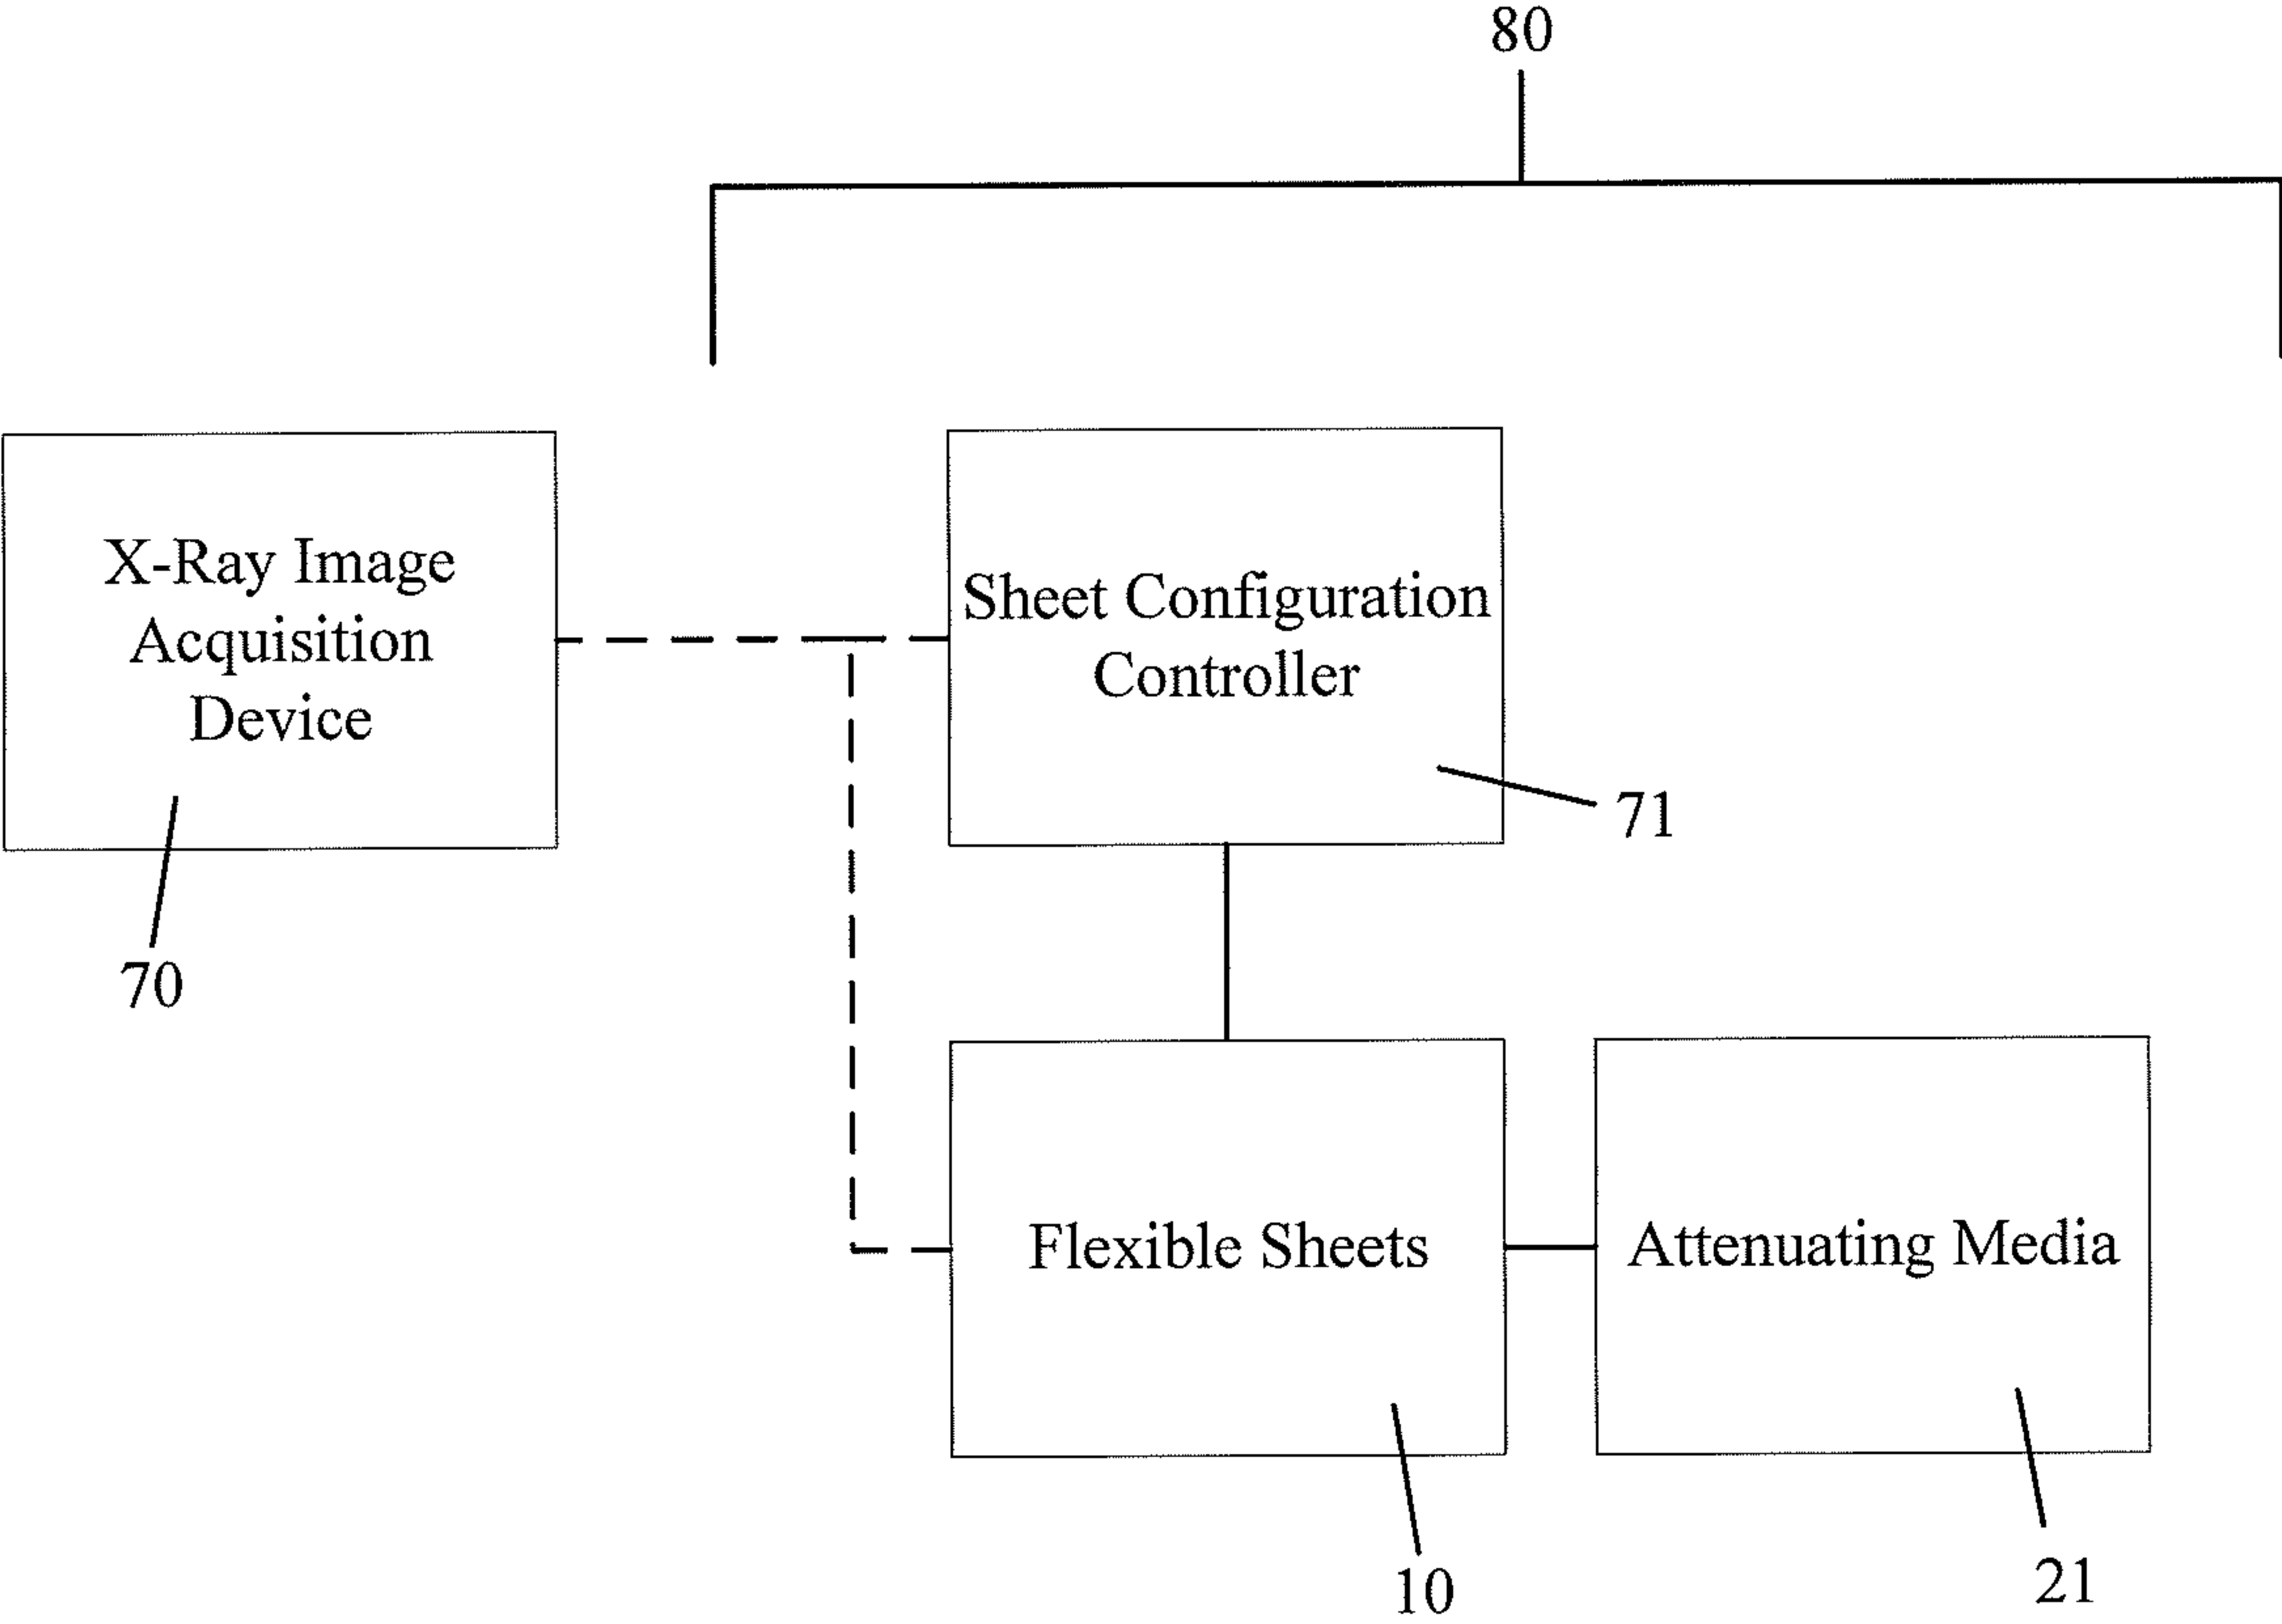 80
X-Ray Image
Acquisition
Device
Sheet Configuration
Controller
71
70
Flexible Sheets
Attenuating Media
10
21